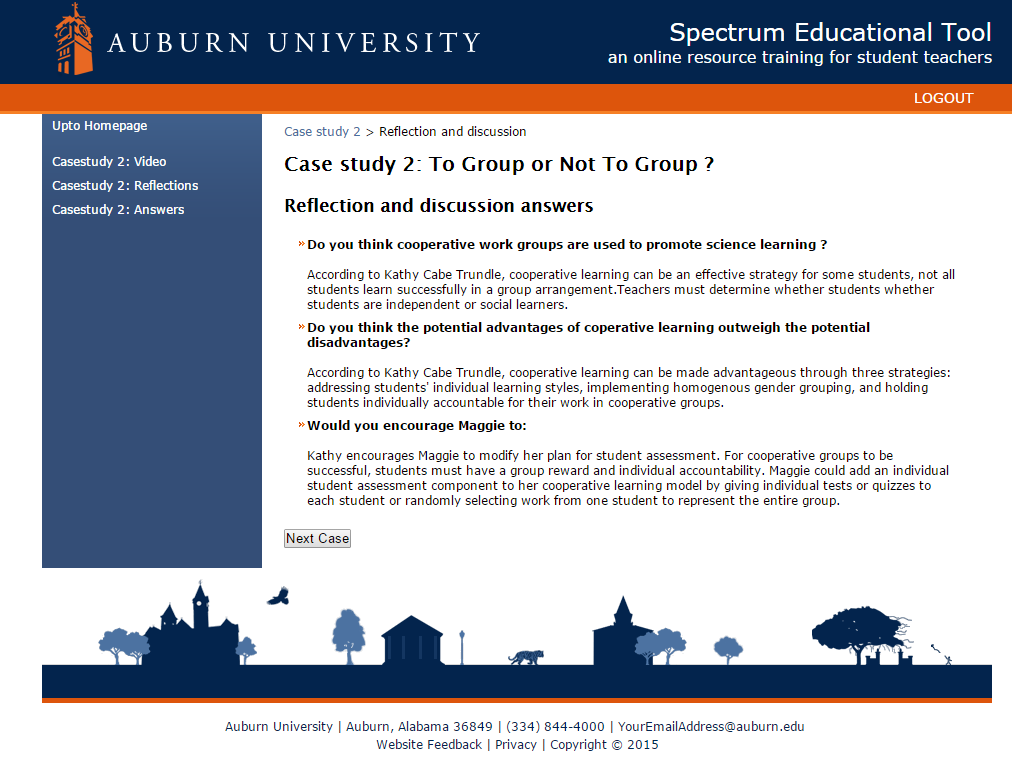 AUBURN UNIVERSITY
Spectrum Educational Tool
an online resource training for student teachers
LOGOUT
Upto Homepage
Casestudy 2: Video
Casestudy 2: Reflections
Casestudy 2: Answers
Case study 2 > Reflection and discussion
Case study 2: To Group or Not To Group ?
Reflection and discussion answers
» Do you think cooperative work groups are used to promote science learning ?
According to Kathy Cabe Trundle, cooperative learning can be an effective strategy for some students, not all
students learn successfully in a group arrangement.Teachers must determine whether students whether
students are independent or social learners.
» Do you think the potential advantages of coperative learning outweigh the potential
disadvantages?
According to Kathy Cabe Trundle, cooperative learning can be made advantageous through three strategies:
addressing students' individual learning styles, implementing homogenous gender grouping, and holding
students individually accountable for their work in cooperative groups.
» Would you encourage Maggie to:
Kathy encourages Maggie to modify her plan for student assessment. For cooperative groups to be
successful, students must have a group reward and individual accountability. Maggie could add an individual
student assessment component to her cooperative learning model by giving individual tests or quizzes to
each student or randomly selecting work from one student to represent the entire group.
Next Case
Auburn University | Auburn, Alabama 36849 | (334) 844-4000 | YourEmailAddress@auburn.edu
Website Feedback | Privacy | Copyright © 2015